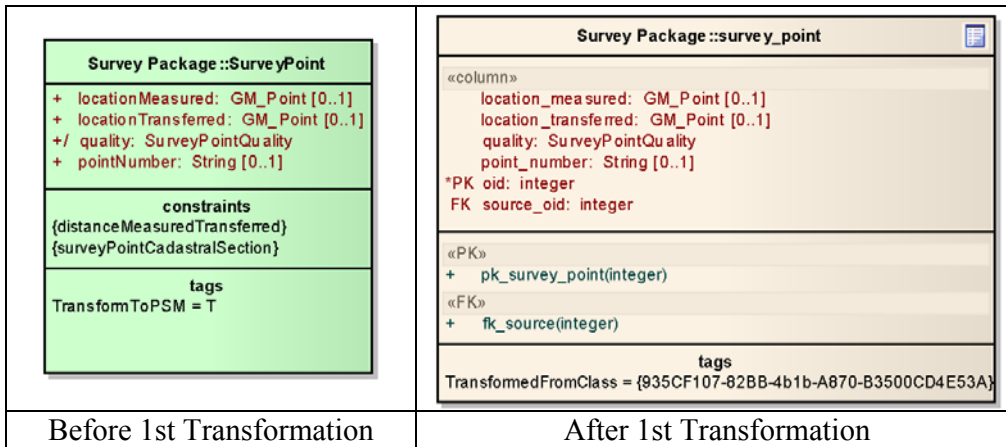 Survey Package::SurveyPoint
+ locationMeasured: GM_Point [0..1]
+ locationTransferred: GM_Point [0..1]
+/ quality: SurveyPointQuality
+ pointNumber: String [0..1]
constraints
{distanceMeasuredTransferred}
{surveyPointCadastralSection}
tags
TransformToPSM = T
Before 1st Transformation
Survey Package::survey_point
«column»
location_measured: GM_Point [0..1]
location_transferred: GM_Point [0..1]
quality: SurveyPointQuality
point_number: String [0..1]
*PK oid: integer
FK source_oid: integer
«PK»
+ pk_survey_point(integer)
«FK»
+ fk_source(integer)
tags
TransformedFromClass = {935CF107-82BB-4b1b-A870-B3500CD4E53A}
After 1st Transformation